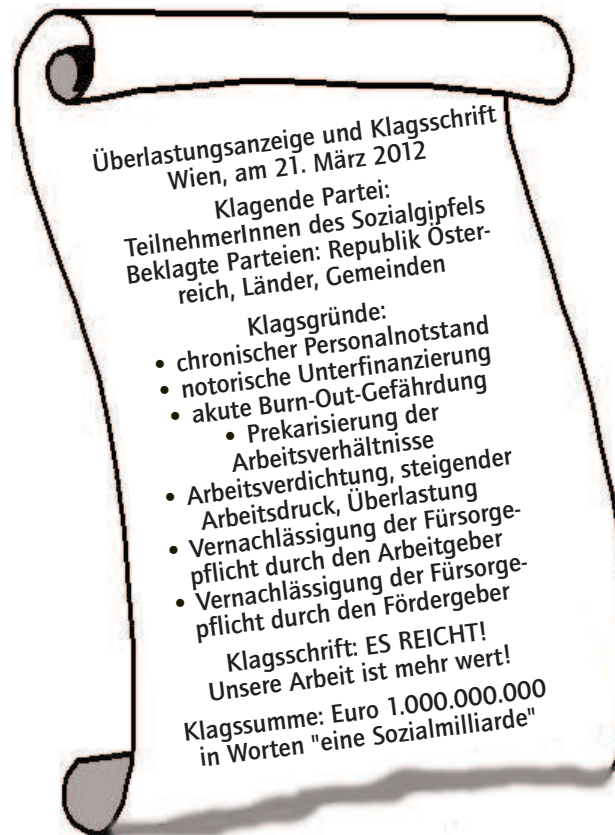 Überlastungsanzeige und Klagsschrift
Wien, am 21. März 2012
Klagende Partei:
TeilnehmerInnen des Sozialgipfels
Beklagte Parteien: Republik Öster-
reich, Länder, Gemeinden
Klagsgründe:
• chronischer Personalnotstand
• notorische Unterfinanzierung
• akute Burn-Out-Gefährdung
• Prekarisierung der
Arbeitsverhältnisse
• Arbeitsverdichtung, steigender
Arbeitsdruck, Überlastung
• Vernachlässigung der Fürsorge-
pflicht durch den Arbeitgeber
• Vernachlässigung der Fürsorge-
pflicht durch den Fördergeber
Klagsschrift: ES REICHT!
Unsere Arbeit ist mehr wert!
Klagssumme: Euro 1.000.000.000
in Worten "eine Sozialmilliarde"